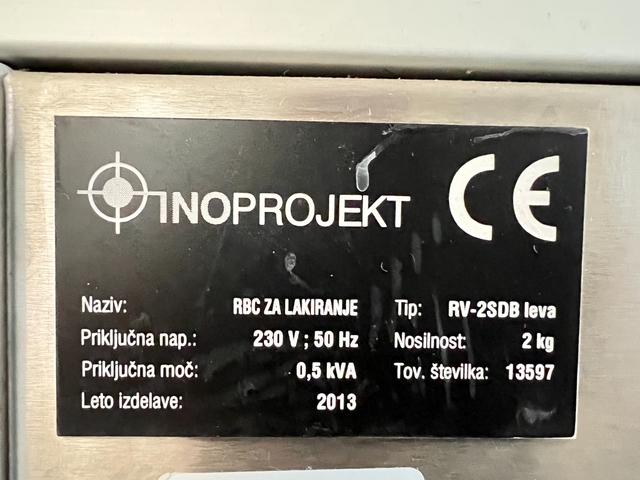 INOPROJEKT CE
Naziv: RBC ZA LAKIRANJE Tip: RV-2SDB leva
Priključna nap.: 230 V ; 50 Hz Nosilnost: 2 kg
Priključna moč: 0,5 kVA Tov. številka: 13597
Leto izdelave: 2013